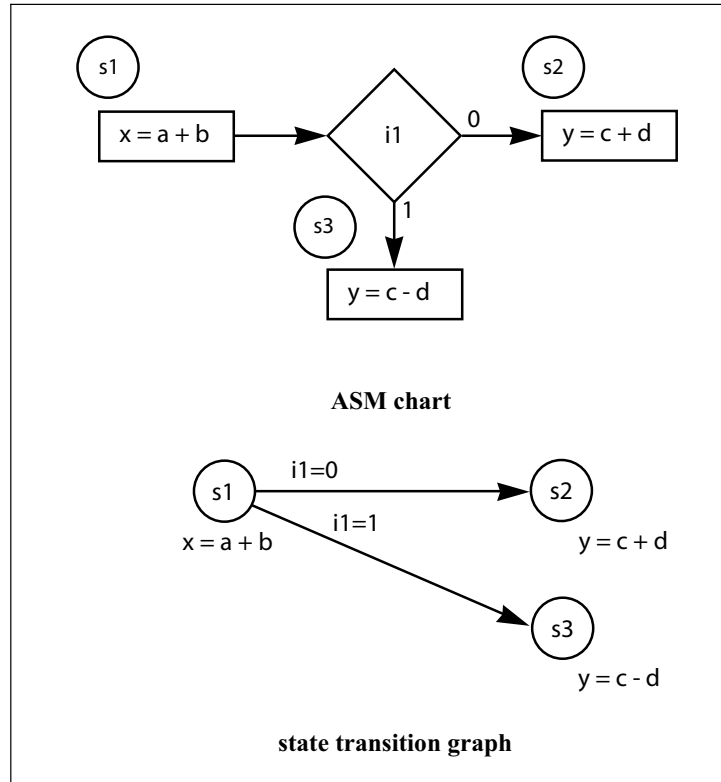 s1
s2
x = a + b
i1
0
y = c + d
1
s3
y = c - d
ASM chart
i1=0
s1
s2
i1=1
x = a + b
y = c + d
s3
y = c - d
state transition graph